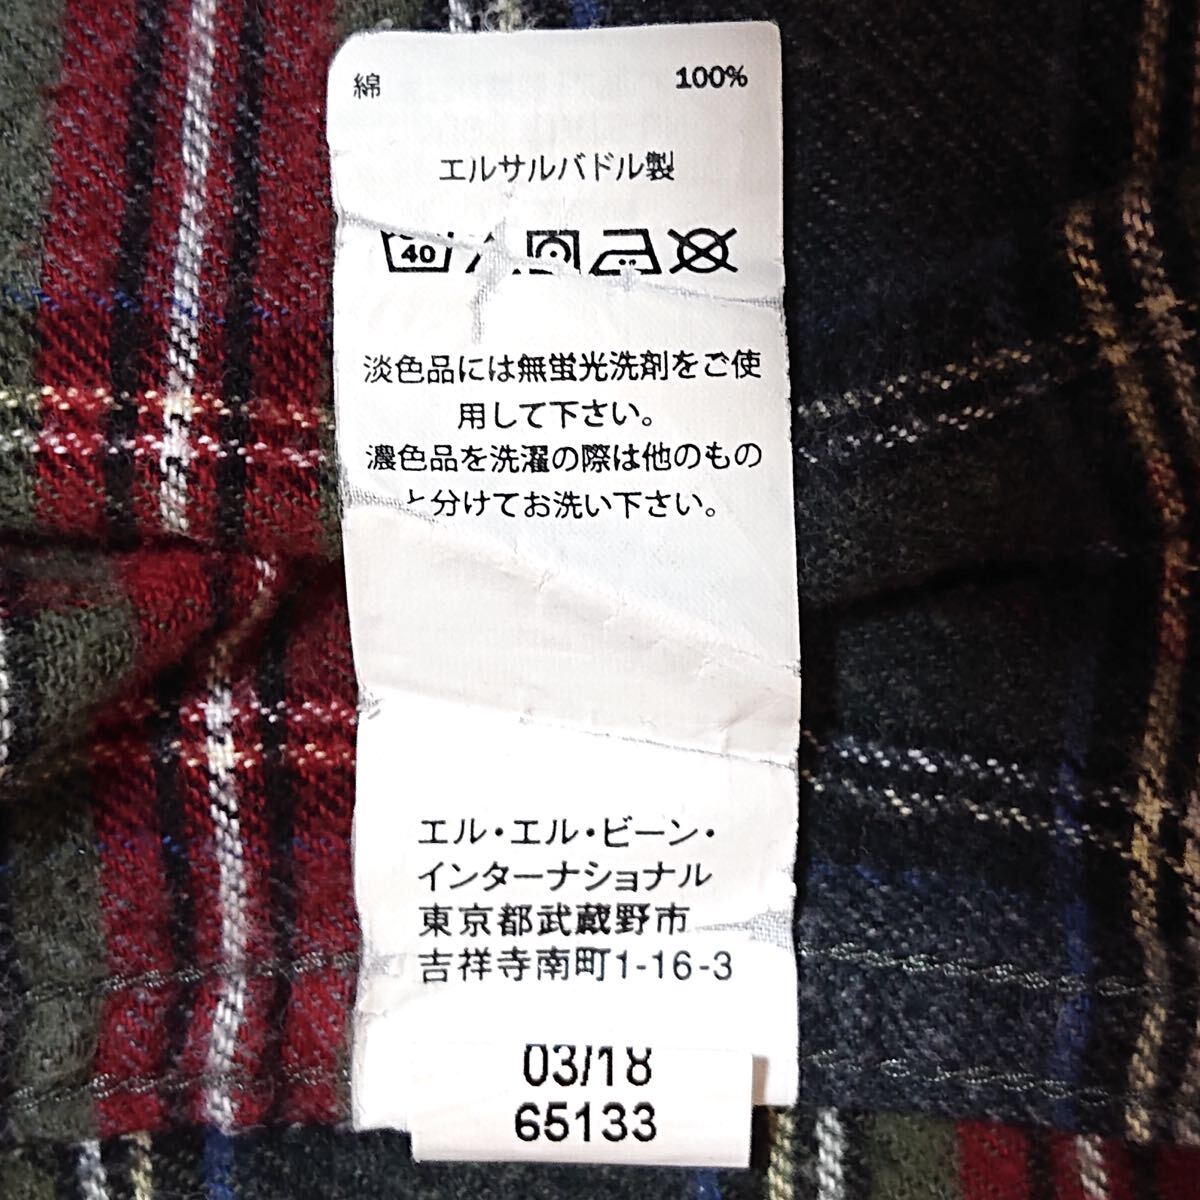 綿 100%
エルサルバドル製
40
淡色品には無蛍光洗剤をご使
用して下さい。
濃色品を洗濯の際は他のもの
と分けてお洗い下さい。
エル・エル・ビーン・
インターナショナル
東京都武蔵野市
吉祥寺南町1-16-3
03/18
65133